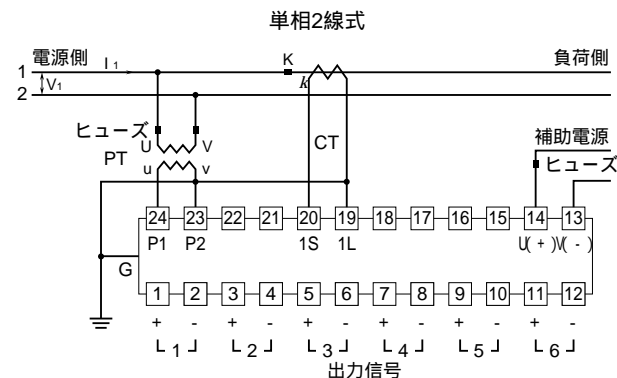 単相2線式
電源側 I1 K 負荷側
1
V1 k
2
ヒューズ U V CT 補助電源
PT u v ヒューズ
24 23 22 21 20 19 18 17 16 15 14 13
P1 P2 1S 1L U( + ) V( - )
G
1 2 3 4 5 6 7 8 9 10 11 12
+ - + - + - + - + - + -
1 2 3 4 5 6
出力信号